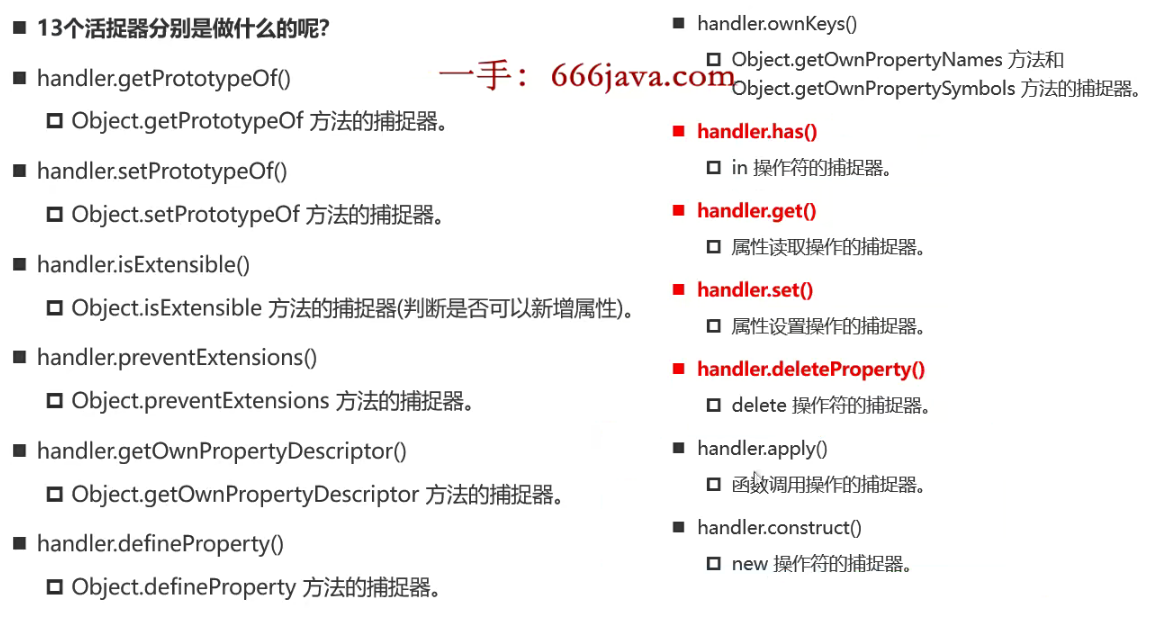 13个活捉器分别是做什么的呢?
handler.getPrototypeOf()
Object.getPrototypeOf 方法的捕捉器。
handler.setPrototypeOf()
Object.setPrototypeOf 方法的捕捉器。
handler.isExtensible()
Object.isExtensible 方法的捕捉器(判断是否可以新增属性)。
handler.preventExtensions()
Object.preventExtensions 方法的捕捉器。
handler.getOwnPropertyDescriptor()
Object.getOwnPropertyDescriptor 方法的捕捉器。
handler.defineProperty()
Object.defineProperty 方法的捕捉器。
一手： 666java.com
handler.ownKeys()
Object.getOwnPropertyNames 方法和
Object.getOwnPropertySymbols 方法的捕捉器。
handler.has()
in 操作符的捕捉器。
handler.get()
属性读取操作的捕捉器。
handler.set()
属性设置操作的捕捉器。
handler.deleteProperty()
delete 操作符的捕捉器。
handler.apply()
函数调用操作的捕捉器。
handler.construct()
new 操作符的捕捉器。